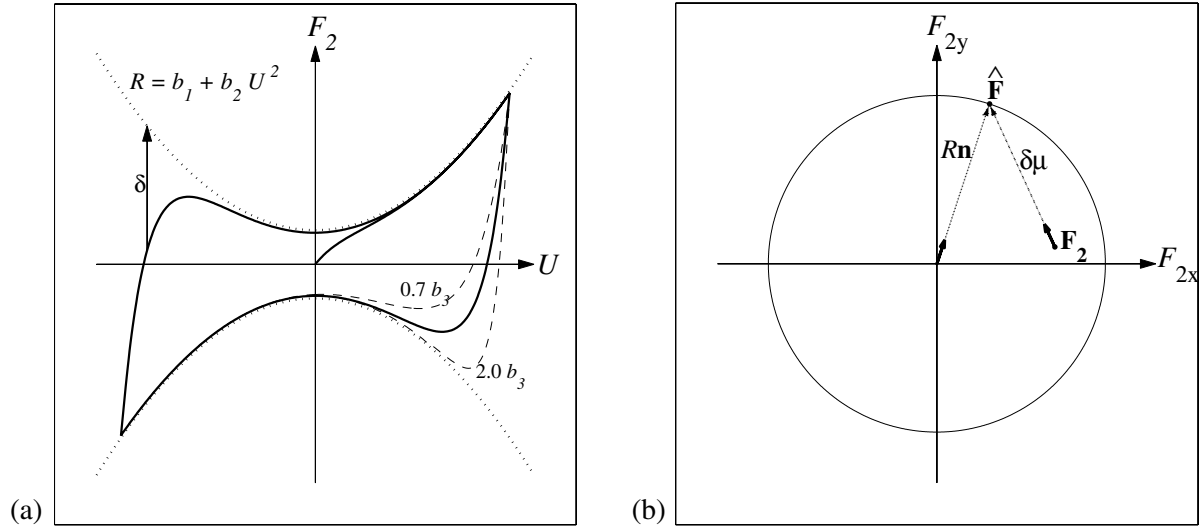 F₂
R = b₁ + b₂ U²
δ
U
0.7 b₃
2.0 b₃
(a)
F₂y
F̂
Rn
δμ
F₂
F₂x
(b)